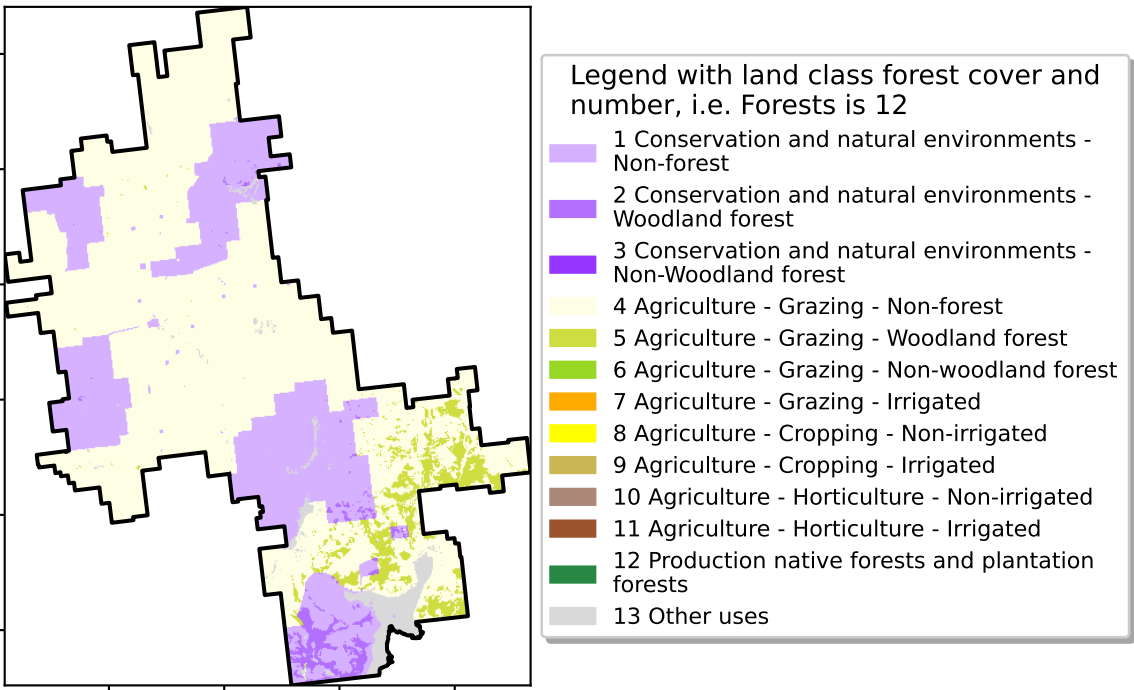 Legend with land class forest cover and
number, i.e. Forests is 12
1 Conservation and natural environments -
Non-forest
2 Conservation and natural environments -
Woodland forest
3 Conservation and natural environments -
Non-Woodland forest
4 Agriculture - Grazing - Non-forest
5 Agriculture - Grazing - Woodland forest
6 Agriculture - Grazing - Non-woodland forest
7 Agriculture - Grazing - Irrigated
8 Agriculture - Cropping - Non-irrigated
9 Agriculture - Cropping - Irrigated
10 Agriculture - Horticulture - Non-irrigated
11 Agriculture - Horticulture - Irrigated
12 Production native forests and plantation
forests
13 Other uses